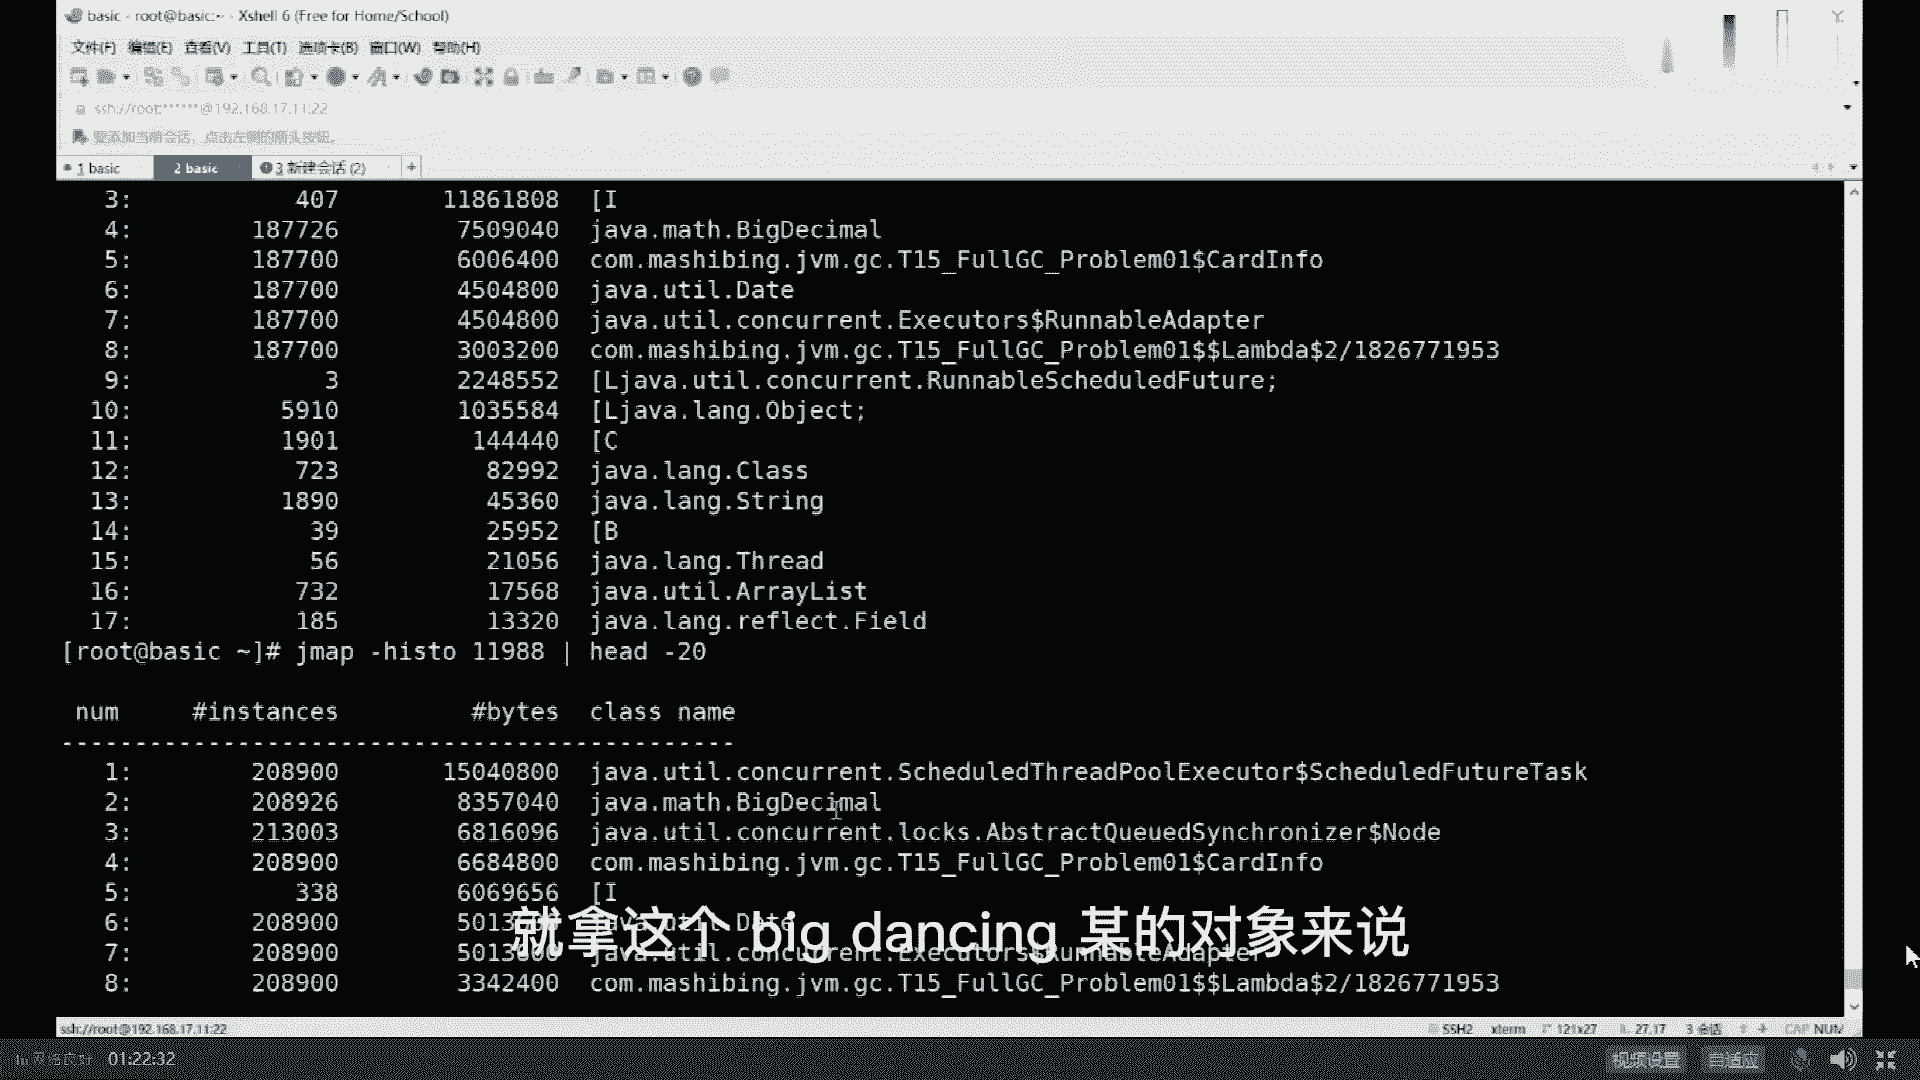 basic - root@basic:~ - Xshell 6 (Free for Home/School)
文件(F) 编辑(E) 查看(V) 工具(T) 选项卡(B) 窗口(W) 帮助(H)
ssh://root:******@192.168.17.11:22
要添加当前会话，点击左侧的箭头按钮。
1 basic 2 basic 3 新建会话 (2) +
3: 407 11861808 [I
4: 187726 7509040 java.math.BigDecimal
5: 187700 6006400 com.mashibing.jvm.gc.T15_FullGC_Problem01$CardInfo
6: 187700 4504800 java.util.Date
7: 187700 4504800 java.util.concurrent.Executors$RunnableAdapter
8: 187700 3003200 com.mashibing.jvm.gc.T15_FullGC_Problem01$$Lambda$2/1826771953
9: 3 2248552 [Ljava.util.concurrent.RunnableScheduledFuture;
10: 5910 1035584 [Ljava.lang.Object;
11: 1901 144440 [C
12: 723 82992 java.lang.Class
13: 1890 45360 java.lang.String
14: 39 25952 [B
15: 56 21056 java.lang.Thread
16: 732 17568 java.util.ArrayList
17: 185 13320 java.lang.reflect.Field
[root@basic ~]# jmap -histo 11988 | head -20
num #instances #bytes class name
----------------------------------------------
1: 208900 15040800 java.util.concurrent.ScheduledThreadPoolExecutor$ScheduledFutureTask
2: 208926 8357040 java.math.BigDecimal
3: 213003 6816096 java.util.concurrent.locks.AbstractQueuedSynchronizer$Node
4: 208900 6684800 com.mashibing.jvm.gc.T15_FullGC_Problem01$CardInfo
5: 338 6069656 [I
6: 208900 java.util.Date
7: 208900 java.util.concurrent.Executors$RunnableAdapter
8: 208900 3342400 com.mashibing.jvm.gc.T15_FullGC_Problem01$$Lambda$2/1826771953
就拿这个 big dancing 某的对象来说
ssh://root@192.168.17.11:22 SSH2 xterm 121x27 27,17 3 会话 CAP NUM
网络良好 01:22:32 视频设置 自适应